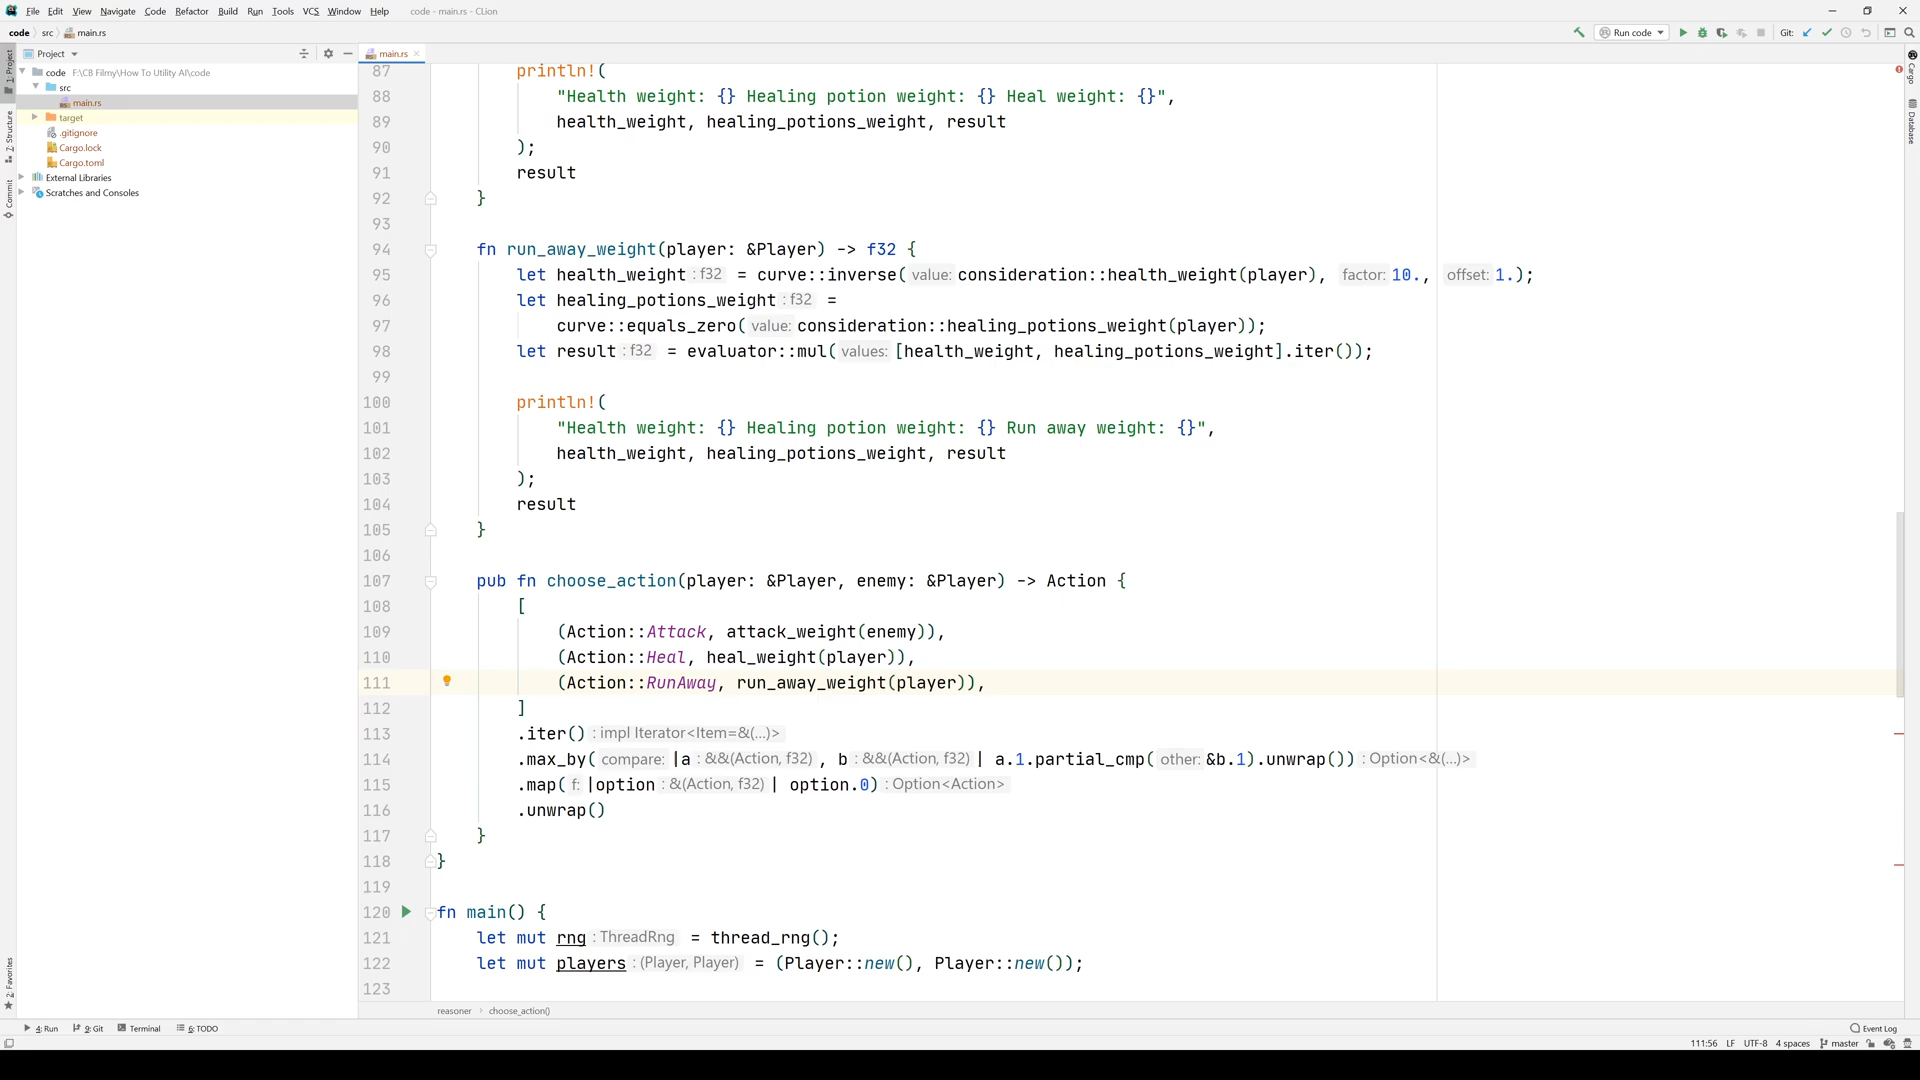 File Edit View Navigate Code Refactor Build Run Tools VCS Window Help code - main.rs - CLion
code src main.rs Run code Git:
Project main.rs
code F:\CB Filmy\How To Utility AI\code
src
main.rs
target
.gitignore
Cargo.lock
Cargo.toml
External Libraries
Scratches and Consoles
1: Project
7: Structure
Commit
2: Favorites
87 println!(
88 "Health weight: {} Healing potion weight: {} Heal weight: {}",
89 health_weight, healing_potions_weight, result
90 );
91 result
92 }
93
94 fn run_away_weight(player: &Player) -> f32 {
95 let health_weight : f32 = curve::inverse( value: consideration::health_weight(player), factor: 10., offset: 1.);
96 let healing_potions_weight : f32 =
97 curve::equals_zero( value: consideration::healing_potions_weight(player));
98 let result : f32 = evaluator::mul( values: [health_weight, healing_potions_weight].iter());
99
100 println!(
101 "Health weight: {} Healing potion weight: {} Run away weight: {}",
102 health_weight, healing_potions_weight, result
103 );
104 result
105 }
106
107 pub fn choose_action(player: &Player, enemy: &Player) -> Action {
108 [
109 (Action::Attack, attack_weight(enemy)),
110 (Action::Heal, heal_weight(player)),
111 (Action::RunAway, run_away_weight(player)),
112 ]
113 .iter() : impl Iterator<Item=&(...)>
114 .max_by( compare: |a : &&(Action, f32) , b : &&(Action, f32) | a.1.partial_cmp( other: &b.1).unwrap()) : Option<&(...)>
115 .map( f: |option : &(Action, f32) | option.0) : Option<Action>
116 .unwrap()
117 }
118 }
119
120 fn main() {
121 let mut rng : ThreadRng = thread_rng();
122 let mut players : (Player, Player) = (Player::new(), Player::new());
123
reasoner › choose_action()
Cargo
Database
4: Run 9: Git Terminal 6: TODO Event Log
111:56 LF UTF-8 4 spaces master